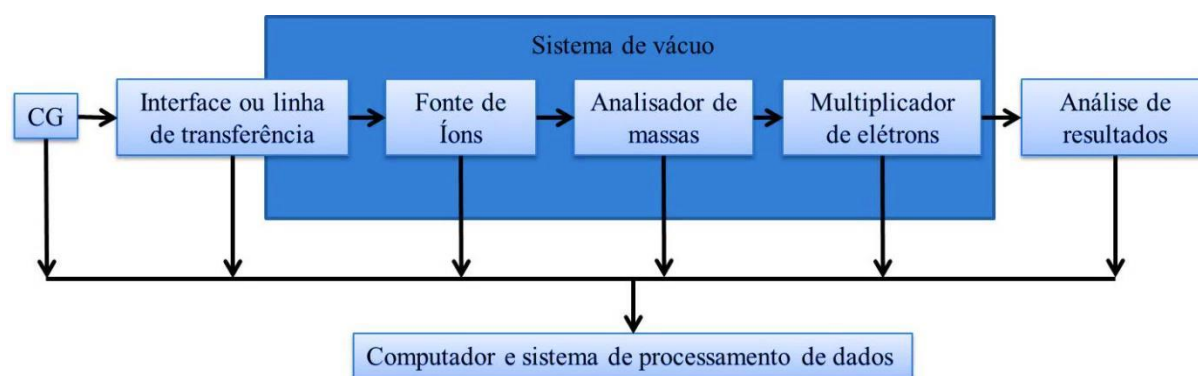 Sistema de vácuo
CG
Interface ou linha
de transferência
Fonte de
Íons
Analisador de
massas
Multiplicador
de elétrons
Análise de
resultados
Computador e sistema de processamento de dados